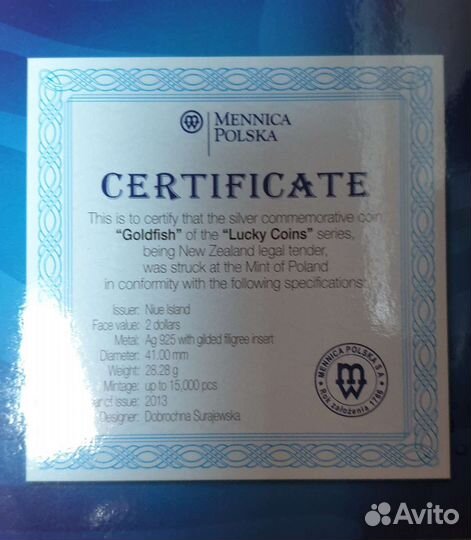 MENNICA
POLSKA
CERTIFICATE
This is to certify that the silver commemorative coin
"Goldfish" of the "Lucky Coins" series,
being New Zealand legal tender,
was struck at the Mint of Poland
in conformity with the following specifications:
Issuer: Niue Island
Face value: 2 dollars
Metal: Ag 925 with gilded filigree insert
Diameter: 41.00 mm
Weight: 28.28 g
Mintage: up to 15,000 pcs
of issue: 2013
Designer: Dobrochna Surajewska
MENNICA POLSKA S.A.
Rok założenia 1766
Avito